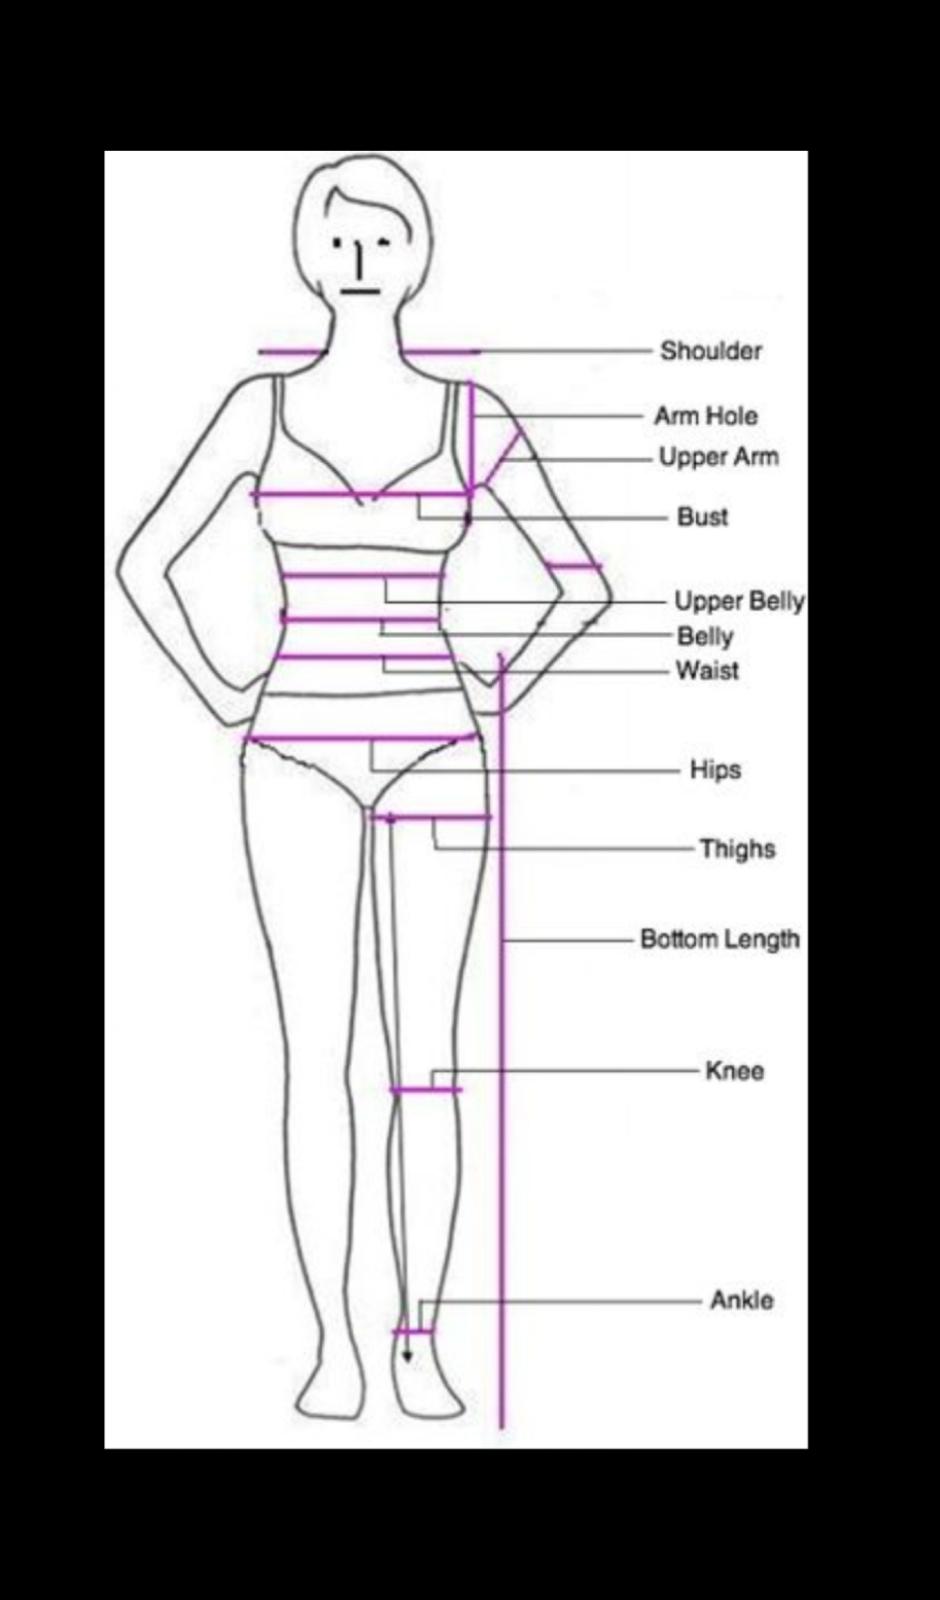 Shoulder
Arm Hole
Upper Arm
Bust
Upper Belly
Belly
Waist
Hips
Thighs
Bottom Length
Knee
Ankle